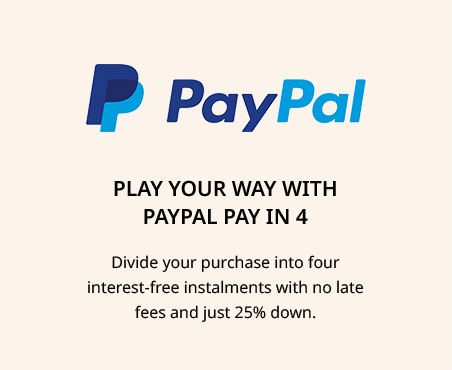 PayPal
PLAY YOUR WAY WITH
PAYPAL PAY IN 4
Divide your purchase into four
interest-free instalments with no late
fees and just 25% down.